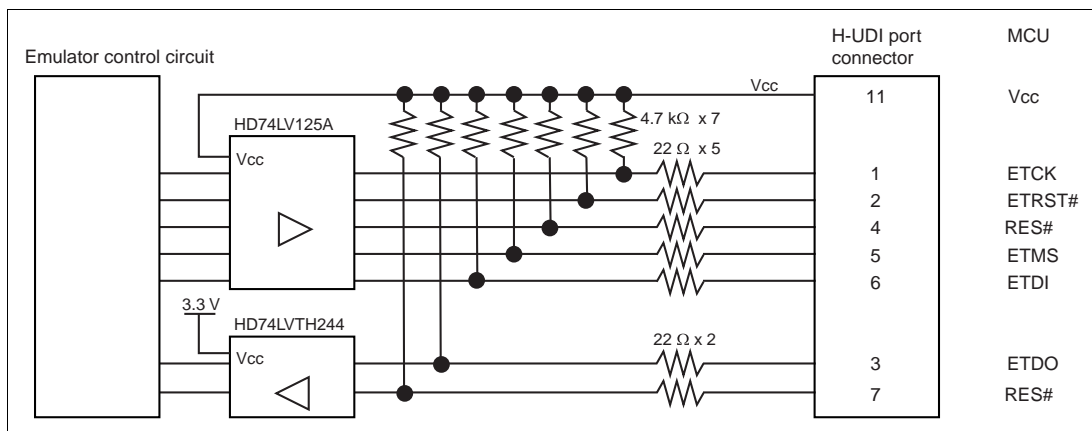 Emulator control circuit
H-UDI port
connector
MCU
Vcc
11
Vcc
HD74LV125A
4.7 kΩ x 7
Vcc
22 Ω x 5
1
ETCK
2
ETRST#
4
RES#
5
ETMS
6
ETDI
3.3 V
HD74LVTH244
22 Ω x 2
Vcc
3
ETDO
7
RES#